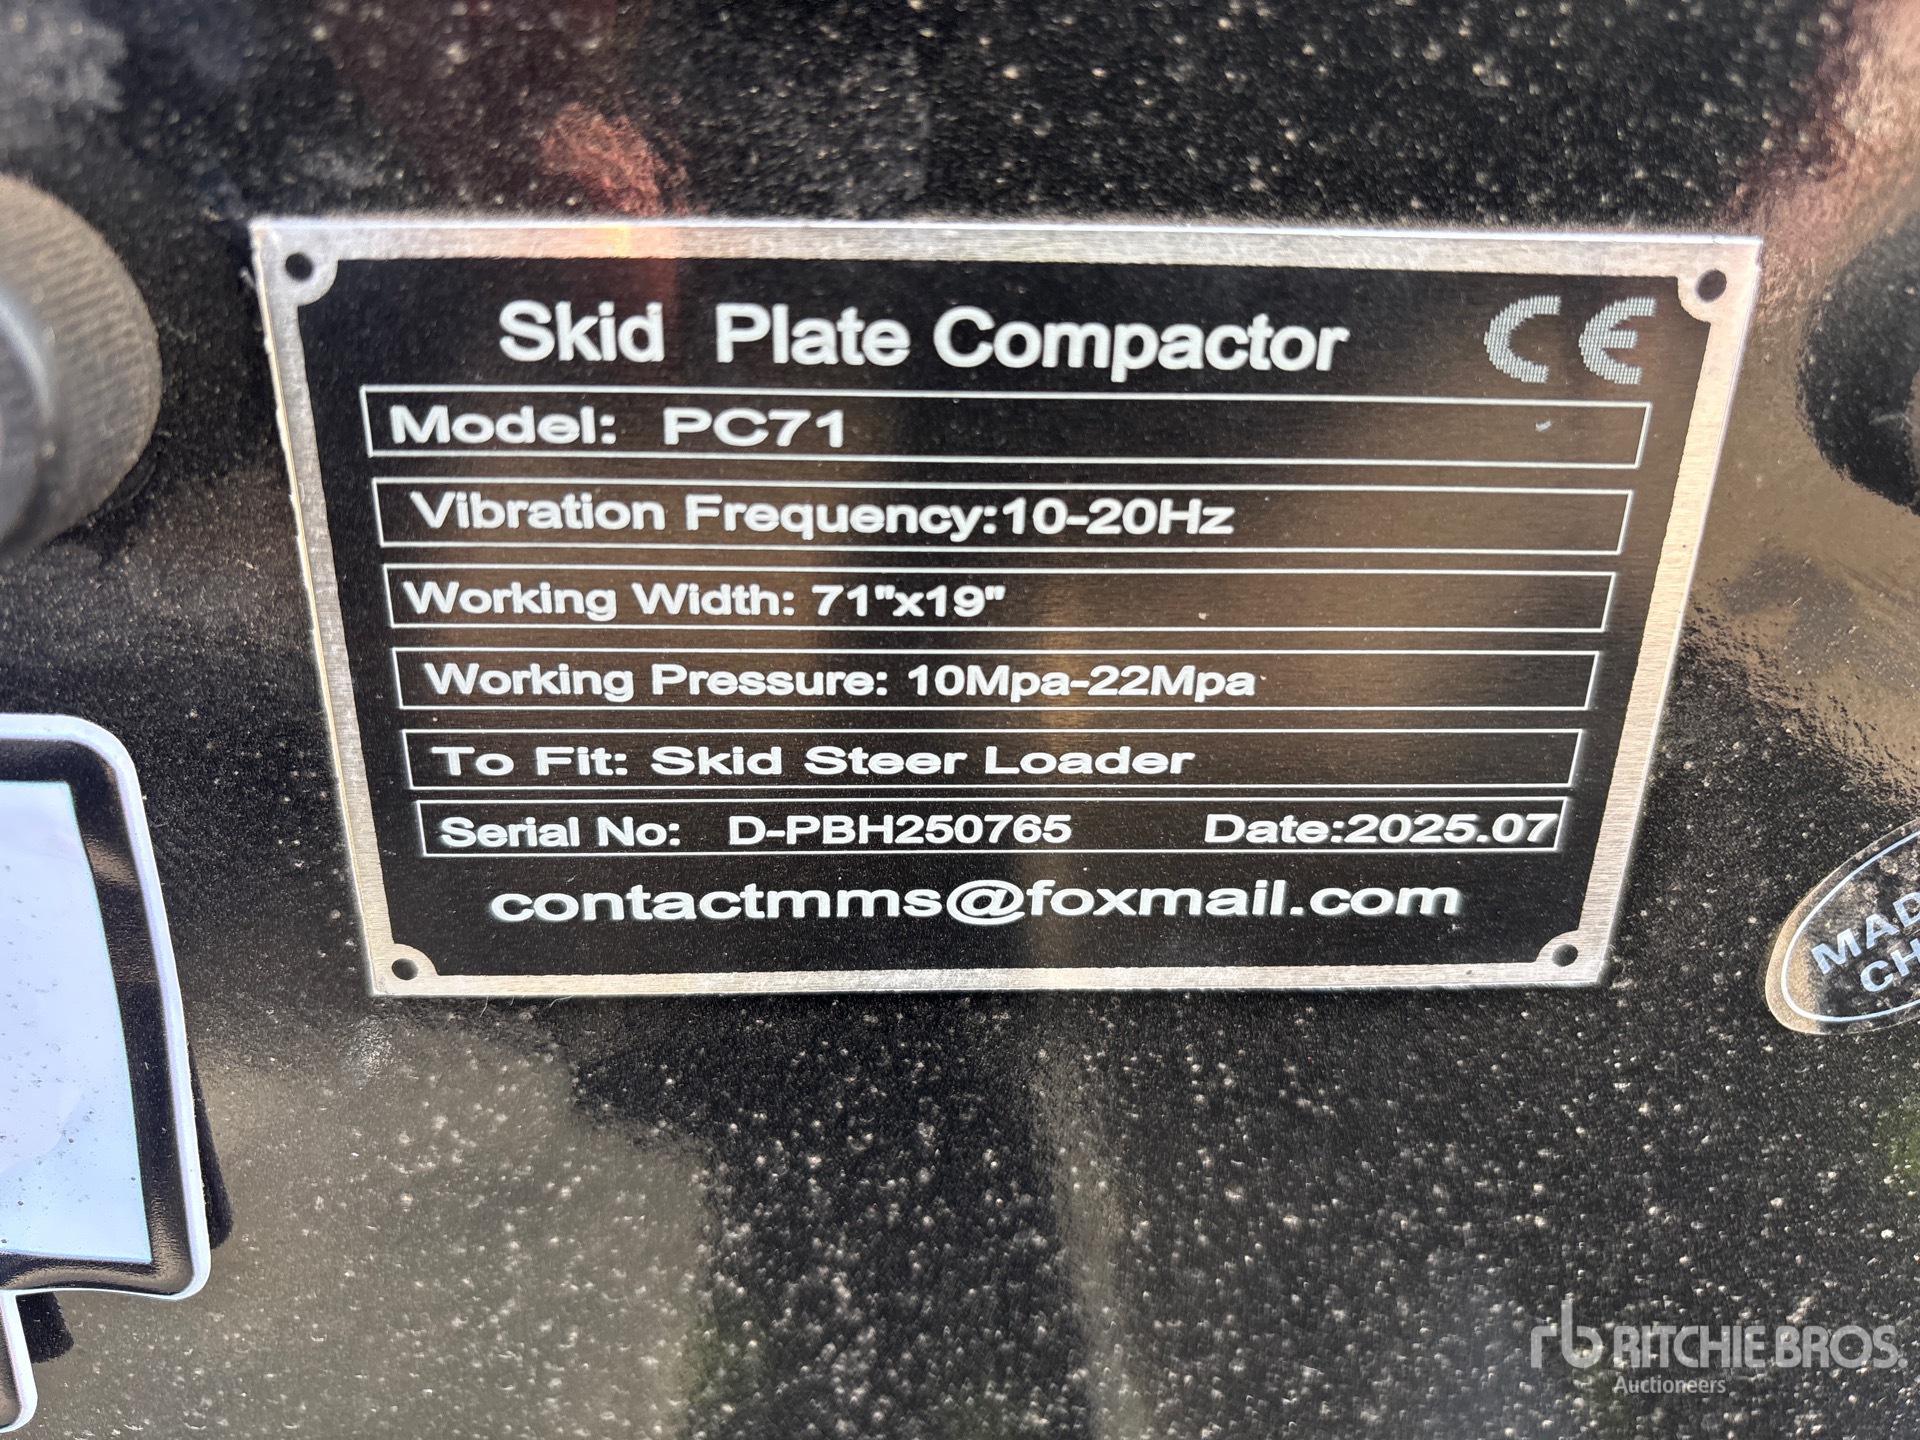 Skid Plate Compactor CE
Model: PC71
Vibration Frequency:10-20Hz
Working Width: 71"x19"
Working Pressure: 10Mpa-22Mpa
To Fit: Skid Steer Loader
Serial No: D-PBH250765 Date:2025.07
contactmms@foxmail.com
rb RITCHIE BROS.
Auctioneers